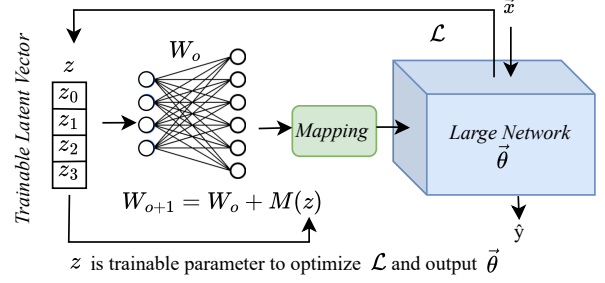 Trainable Latent Vector
z
z₀
z₁
z₂
z₃
Wₒ
Mapping
ℒ
x⃗
Large Network
θ⃗
ŷ
Wₒ₊₁ = Wₒ + M(z)
z is trainable parameter to optimize ℒ and output θ⃗